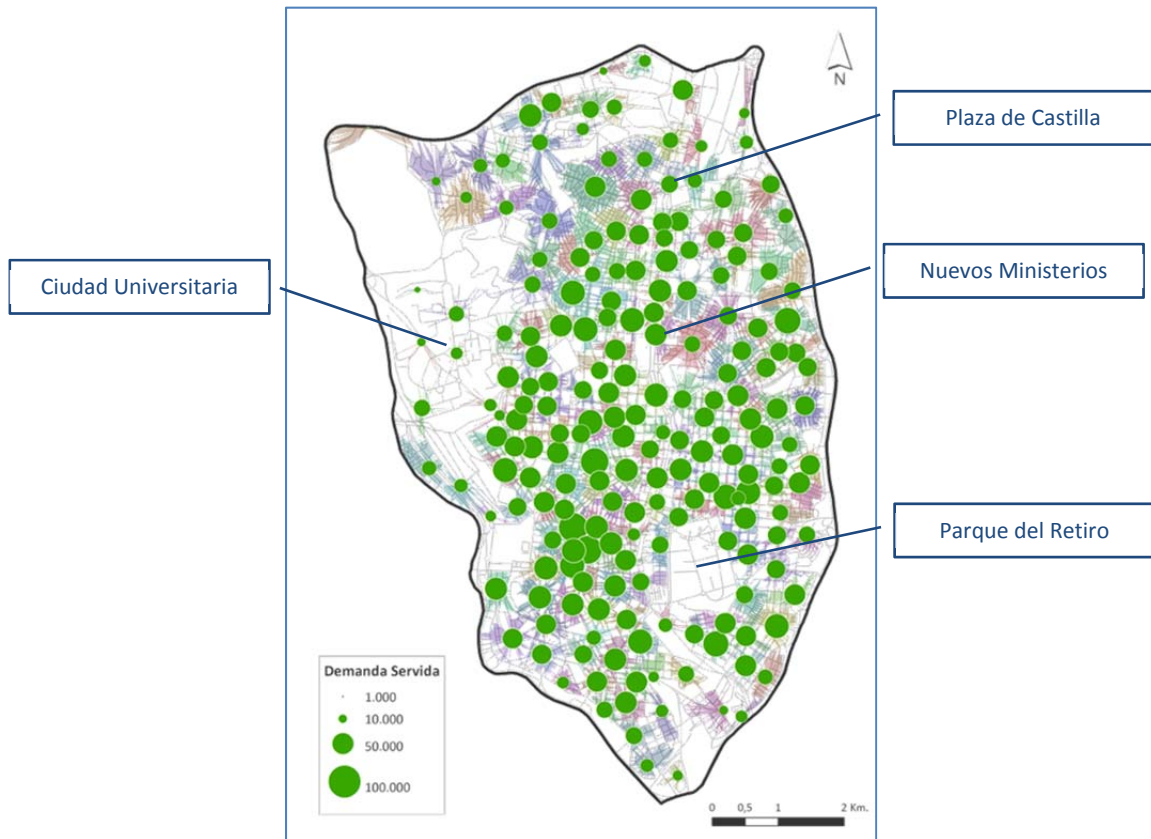 N
Plaza de Castilla
Ciudad Universitaria
Nuevos Ministerios
Parque del Retiro
Demanda Servida
1.000
10.000
50.000
100.000
0 0,5 1 2 Km.